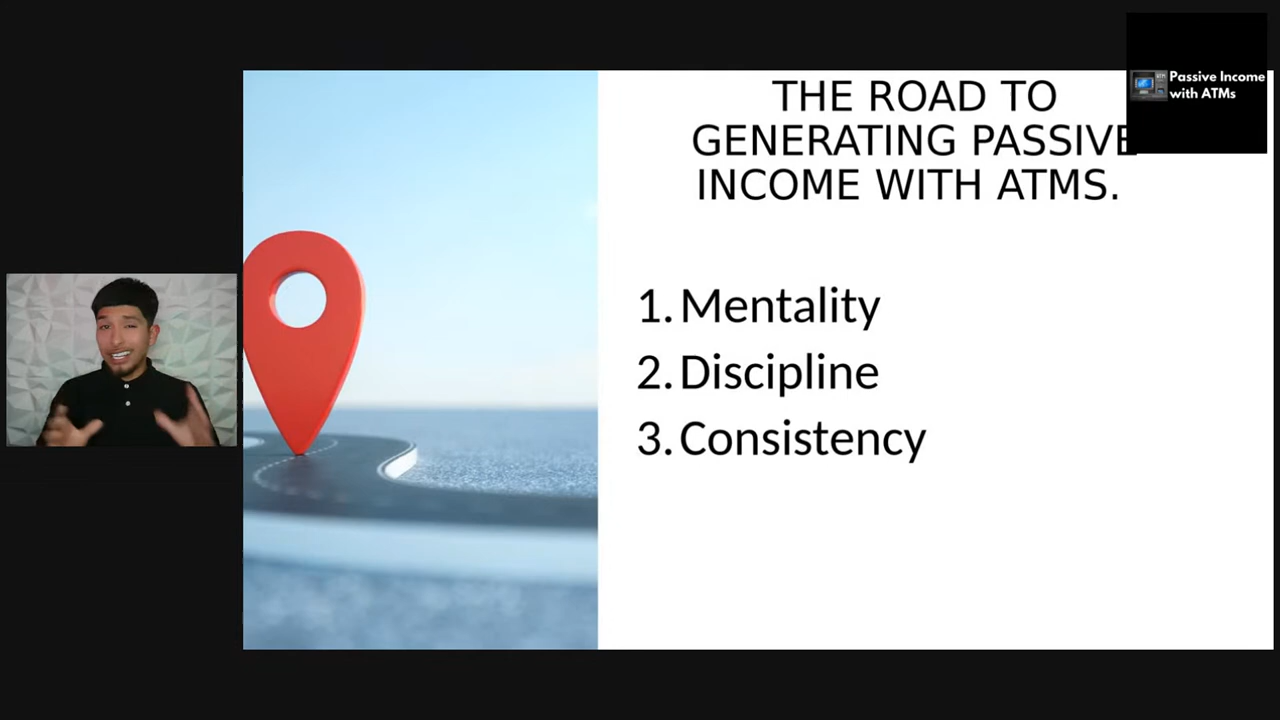 THE ROAD TO
GENERATING PASSIVE
INCOME WITH ATMS.
Passive Income
with ATMs
1. Mentality
2. Discipline
3. Consistency